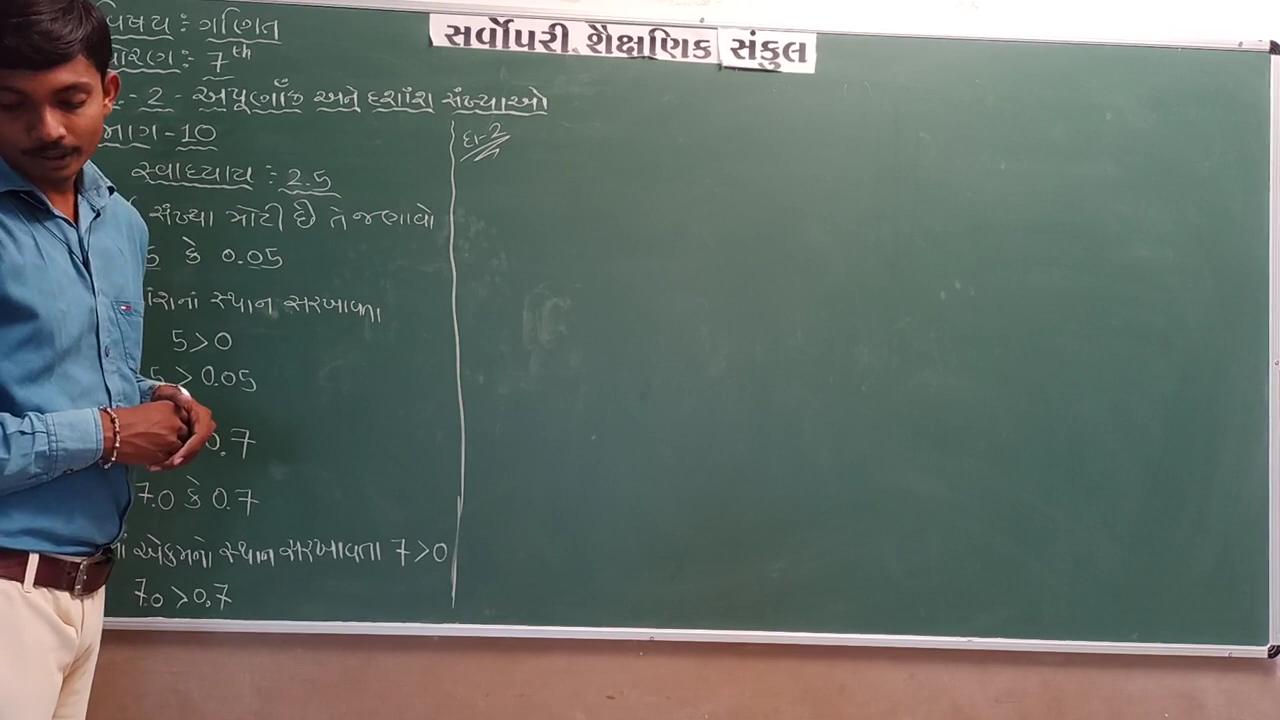 સર્વોપરી શૈક્ષણિક સંકુલ
વિષય : ગણિત
ધોરણ : 7th
- 2 - અપૂર્ણાંક અને દશાંશ સંખ્યાઓ
ભાગ - 10
સ્વાધ્યાય : 2.5
સંખ્યા મોટી છે તે જણાવો
5 કે 0.05
સ્થાન સરખાવતા
5 > 0
5 > 0.05
0.7
7.0 કે 0.7
એકમનો સ્થાન સરખાવતા 7 > 0
7.0 > 0.7
દા-2